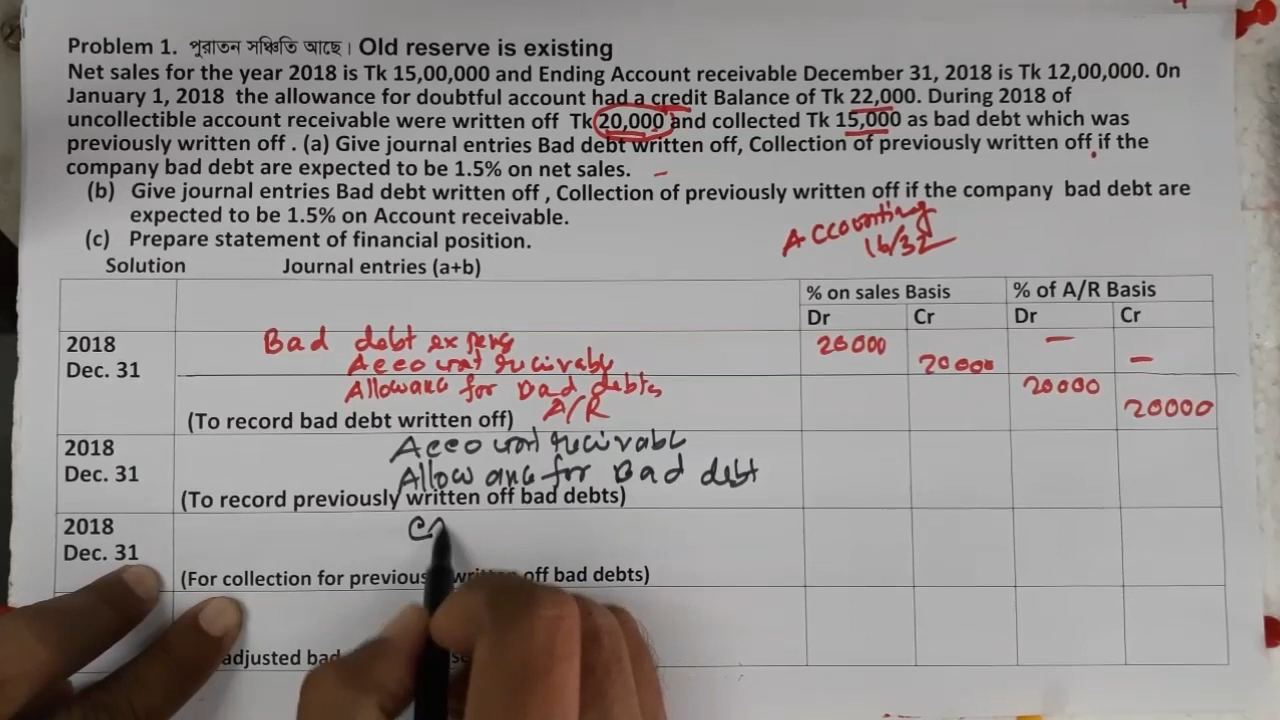 Problem 1. পুরাতন সঞ্চিতি আছে। Old reserve is existing
Net sales for the year 2018 is Tk 15,00,000 and Ending Account receivable December 31, 2018 is Tk 12,00,000. On
January 1, 2018 the allowance for doubtful account had a credit Balance of Tk 22,000. During 2018 of
uncollectible account receivable were written off Tk 20,000 and collected Tk 15,000 as bad debt which was
previously written off . (a) Give journal entries Bad debt written off, Collection of previously written off if the
company bad debt are expected to be 1.5% on net sales.
(b) Give journal entries Bad debt written off , Collection of previously written off if the company bad debt are
expected to be 1.5% on Account receivable.
(c) Prepare statement of financial position.
Accounting
16/32
Solution Journal entries (a+b)
% on sales Basis % of A/R Basis
Dr Cr Dr Cr
2018 Bad debt expens 20000 —
Dec. 31 Account recivable 20000 —
Allowance for Bad debts 20000
A/R 20000
(To record bad debt written off)
2018 Account recivable
Dec. 31 Allowance for Bad debt
(To record previously written off bad debts)
2018
Dec. 31
(For collection for previous written off bad debts)
adjusted bad